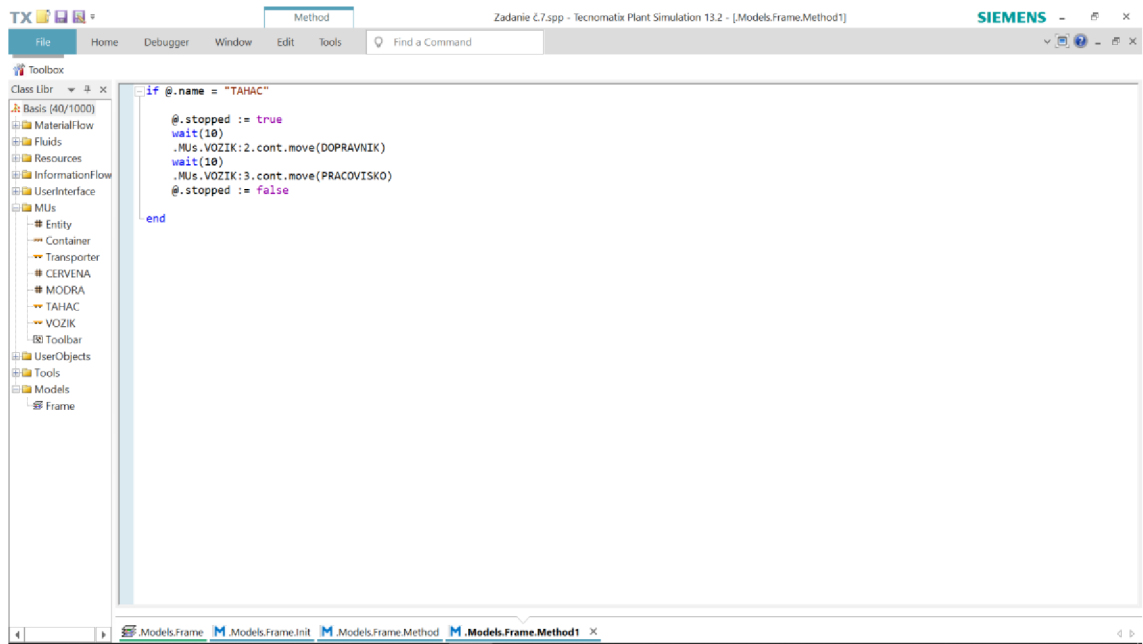 TX
Method
Zadanie č.7.spp - Tecnomatix Plant Simulation 13.2 - [.Models.Frame.Method1]
SIEMENS
File Home Debugger Window Edit Tools Find a Command
Toolbox
Class Libr
Basis (40/1000)
MaterialFlow
Fluids
Resources
InformationFlow
UserInterface
MUs
Entity
Container
Transporter
CERVENA
MODRA
TAHAC
VOZIK
Toolbar
UserObjects
Tools
Models
Frame
if @.name = "TAHAC"
@.stopped := true
wait(10)
.MUs.VOZIK:2.cont.move(DOPRAVNIK)
wait(10)
.MUs.VOZIK:3.cont.move(PRACOVISKO)
@.stopped := false
end
.Models.Frame .Models.Frame.Init .Models.Frame.Method .Models.Frame.Method1